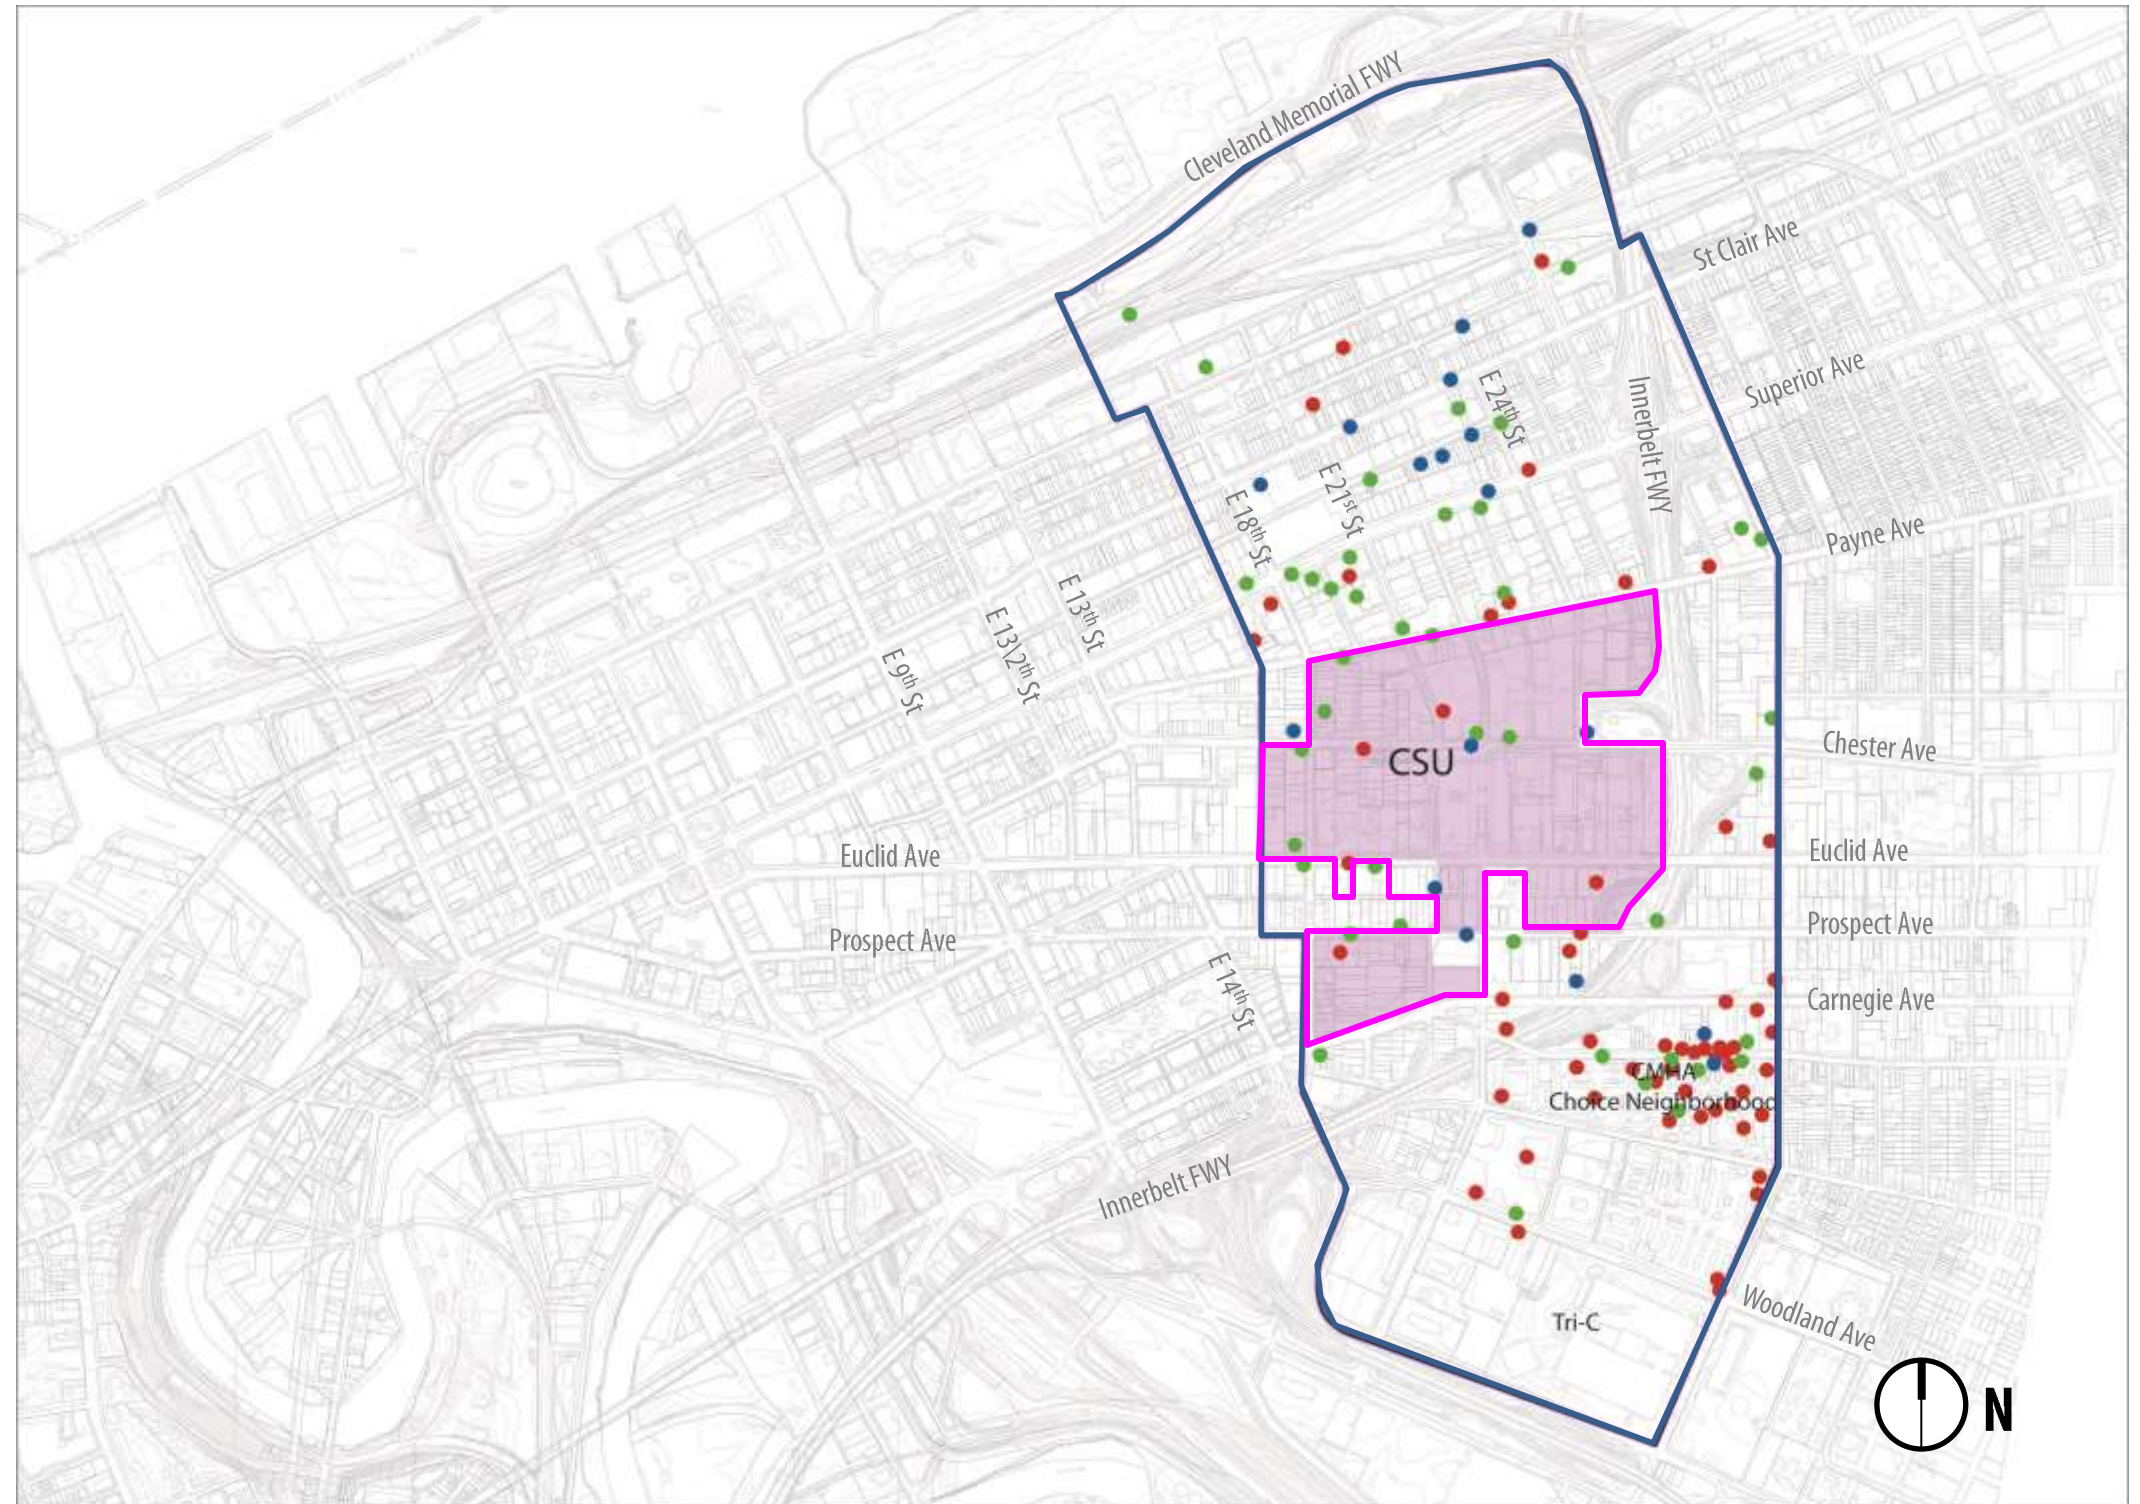 Cleveland Memorial FWY
St Clair Ave
Superior Ave
E 24th St
Innerbelt FWY
E 21st St
E 18th St
Payne Ave
E 13th St
E 13\2th St
E 9th St
Chester Ave
CSU
Euclid Ave
Euclid Ave
Prospect Ave
Prospect Ave
E 14th St
Carnegie Ave
CMHA
Choice Neighborhood
Innerbelt FWY
Tri-C
Woodland Ave
N